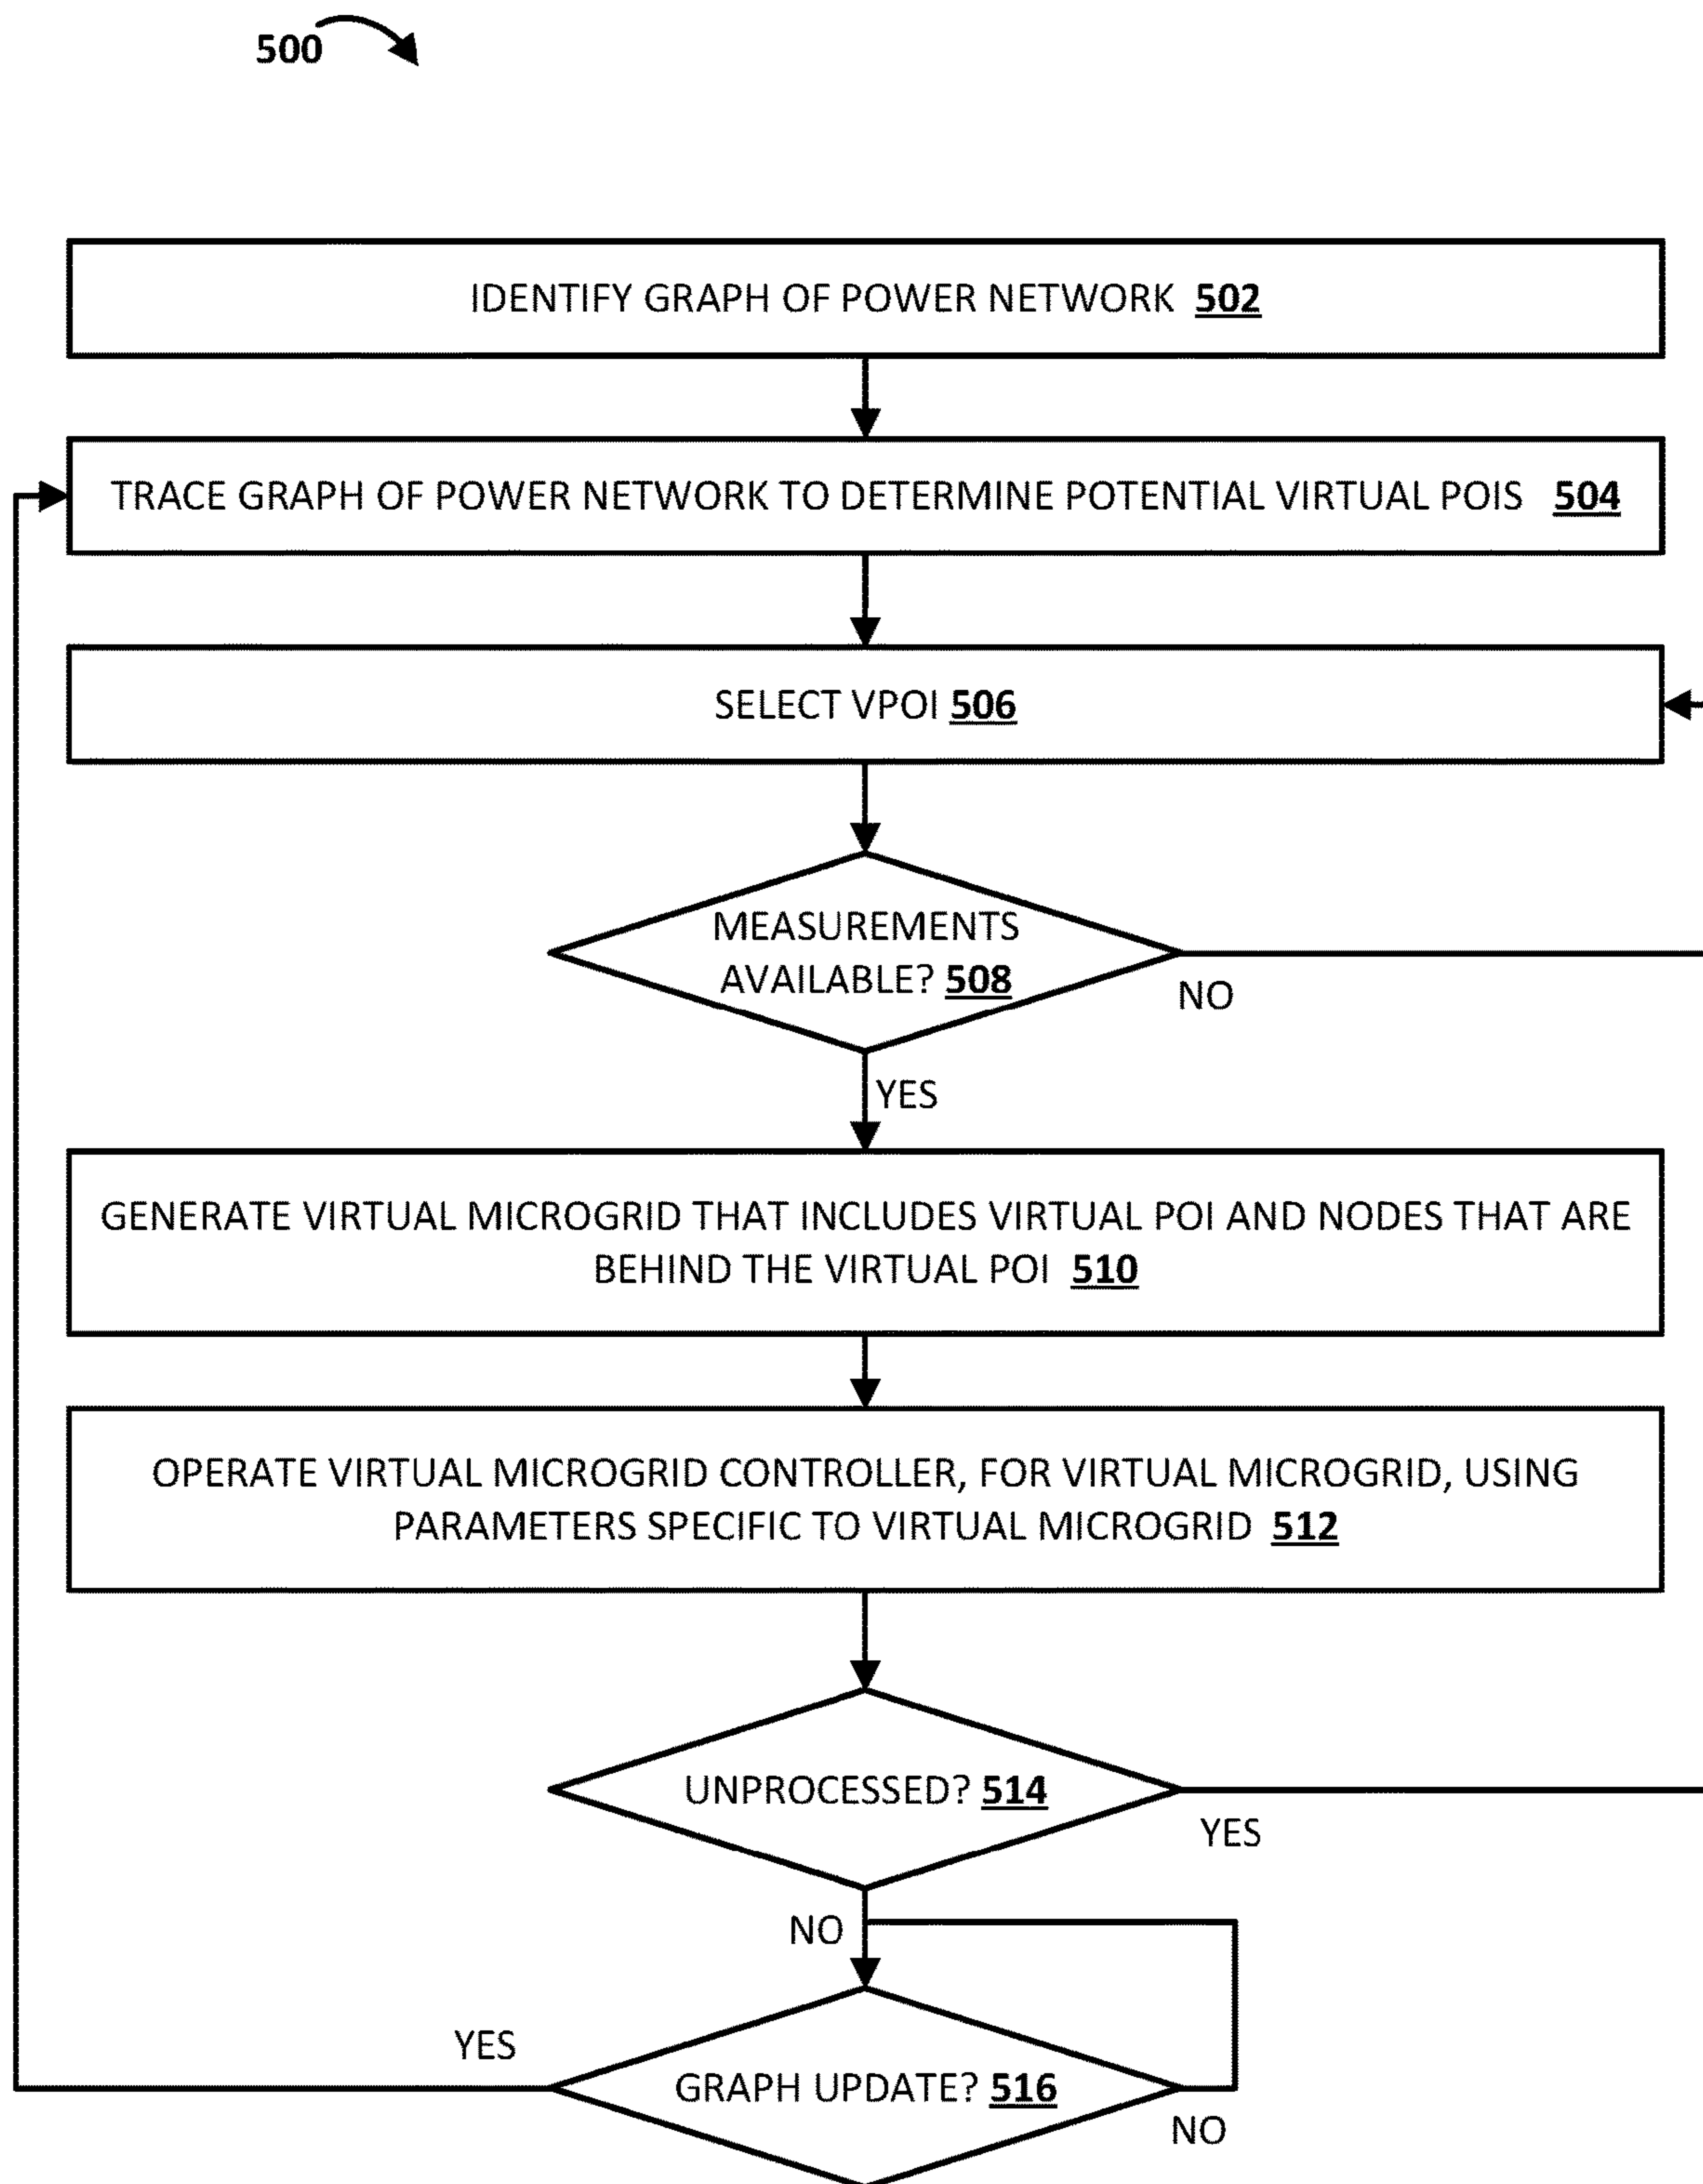 500
IDENTIFY GRAPH OF POWER NETWORK 502
TRACE GRAPH OF POWER NETWORK TO DETERMINE POTENTIAL VIRTUAL POIS 504
SELECT VPOI 506
MEASUREMENTS
AVAILABLE? 508
NO
YES
GENERATE VIRTUAL MICROGRID THAT INCLUDES VIRTUAL POI AND NODES THAT ARE
BEHIND THE VIRTUAL POI 510
OPERATE VIRTUAL MICROGRID CONTROLLER, FOR VIRTUAL MICROGRID, USING
PARAMETERS SPECIFIC TO VIRTUAL MICROGRID 512
UNPROCESSED? 514
YES
NO
YES
GRAPH UPDATE? 516
NO